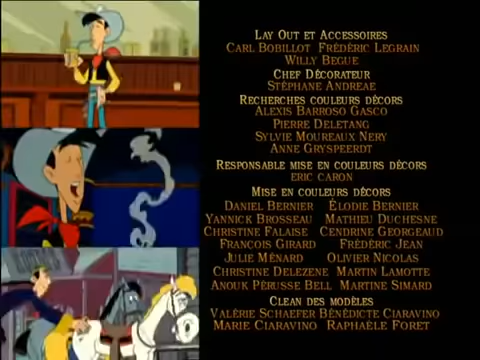 Lay Out et Accessoires
Carl Bobillot Frédéric Legrain
Willy Begue
Chef Décorateur
Stéphane Andreae
Recherches couleurs décors
Alexis Barroso Gasco
Pierre Deletang
Sylvie Moureaux Nery
Anne Gryspeerdt
Responsable mise en couleurs décors
Eric Caron
Mise en couleurs décors
Daniel Bernier Élodie Bernier
Yannick Brosseau Mathieu Duchesne
Christine Falaise Cendrine Georgeaud
François Girard Frédéric Jean
Julie Ménard Olivier Nicolas
Christine Delezene Martin Lamotte
Anouk Pérusse Bell Martine Simard
Clean des modèles
Valérie Schaefer Bénédicte Ciaravino
Marie Ciaravino Raphaèle Foret